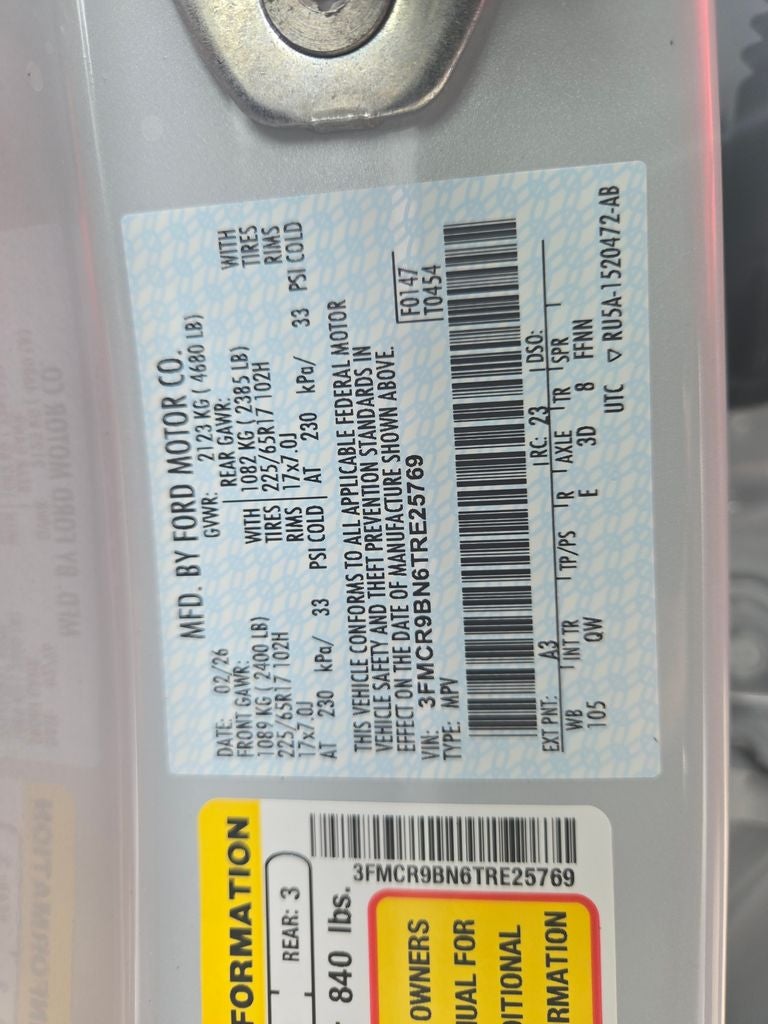 MFD. BY FORD MOTOR CO.
DATE: 02/26 GVWR: 2123 KG ( 4680 LB)
FRONT GAWR: REAR GAWR:
1089 KG ( 2400 LB) WITH 1082 KG ( 2385 LB) WITH
225/65R17 102H TIRES 225/65R17 102H TIRES
17x7.0J RIMS 17x7.0J RIMS
AT 230 kPa/ 33 PSI COLD AT 230 kPa/ 33 PSI COLD
THIS VEHICLE CONFORMS TO ALL APPLICABLE FEDERAL MOTOR
VEHICLE SAFETY AND THEFT PREVENTION STANDARDS IN
EFFECT ON THE DATE OF MANUFACTURE SHOWN ABOVE.
VIN: 3FMCR9BN6TRE25769 F0147
TYPE: MPV T0454
EXT PNT: A3 RC: 23 DSO:
WB INT TR TP/PS R AXLE TR SPR
105 QW E 3D 8 FFNN
UTC ▽ RU5A-1520472-AB
FORMATION
REAR: 3
840 lbs.
3FMCR9BN6TRE25769
OWNERS
UAL FOR
ITIONAL
RMATION